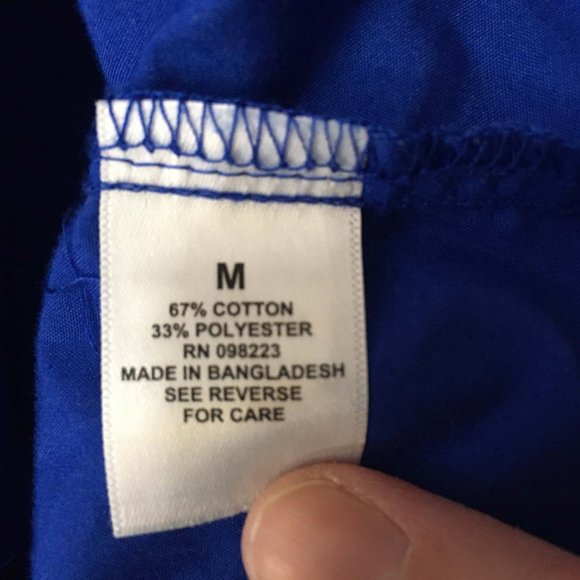 M
67% COTTON
33% POLYESTER
RN 098223
MADE IN BANGLADESH
SEE REVERSE
FOR CARE